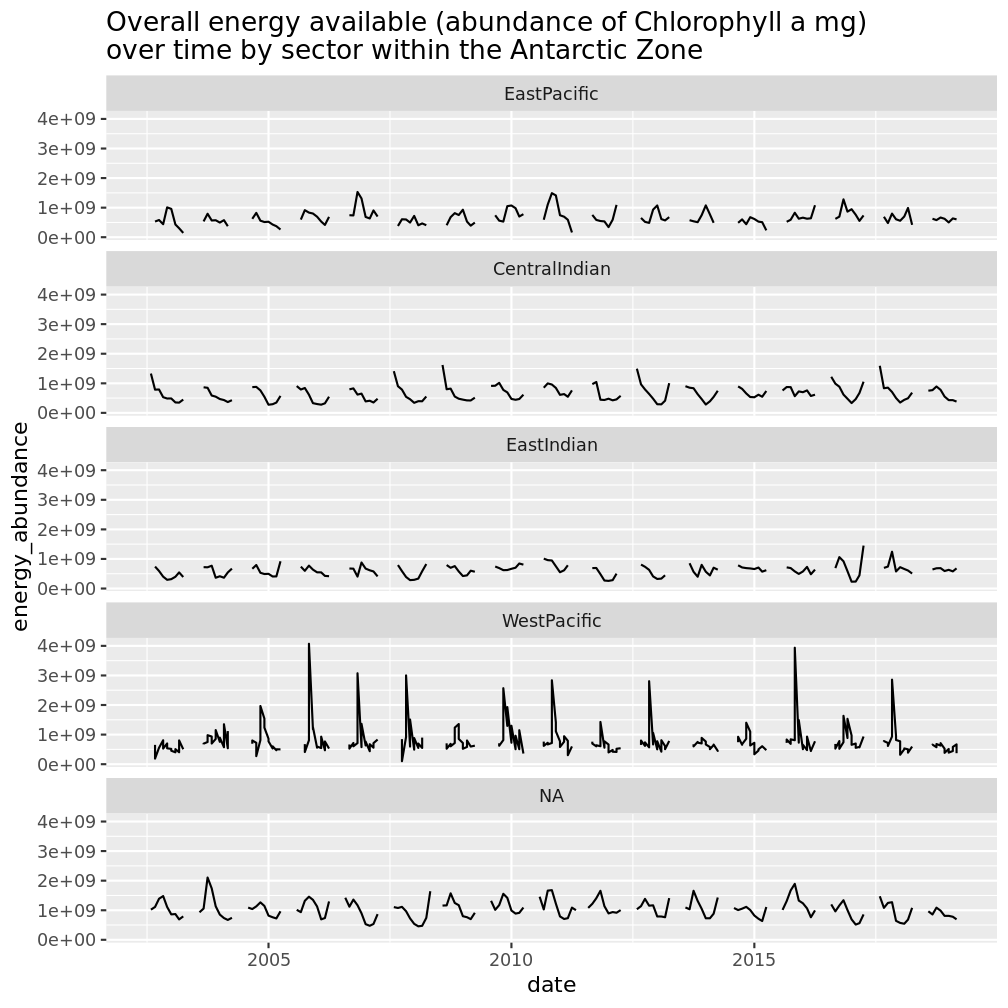 Overall energy available (abundance of Chlorophyll a mg)
over time by sector within the Antarctic Zone
EastPacific
4e+09
3e+09
2e+09
1e+09
0e+00
CentralIndian
4e+09
3e+09
2e+09
1e+09
0e+00
EastIndian
4e+09
3e+09
2e+09
1e+09
0e+00
WestPacific
4e+09
3e+09
2e+09
1e+09
0e+00
NA
4e+09
3e+09
2e+09
1e+09
0e+00
energy_abundance
2005 2010 2015
date